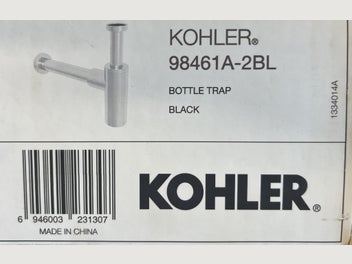 KOHLER®
98461A-2BL
BOTTLE TRAP
BLACK
1334014A
KOHLER®
6 946003 231307
MADE IN CHINA